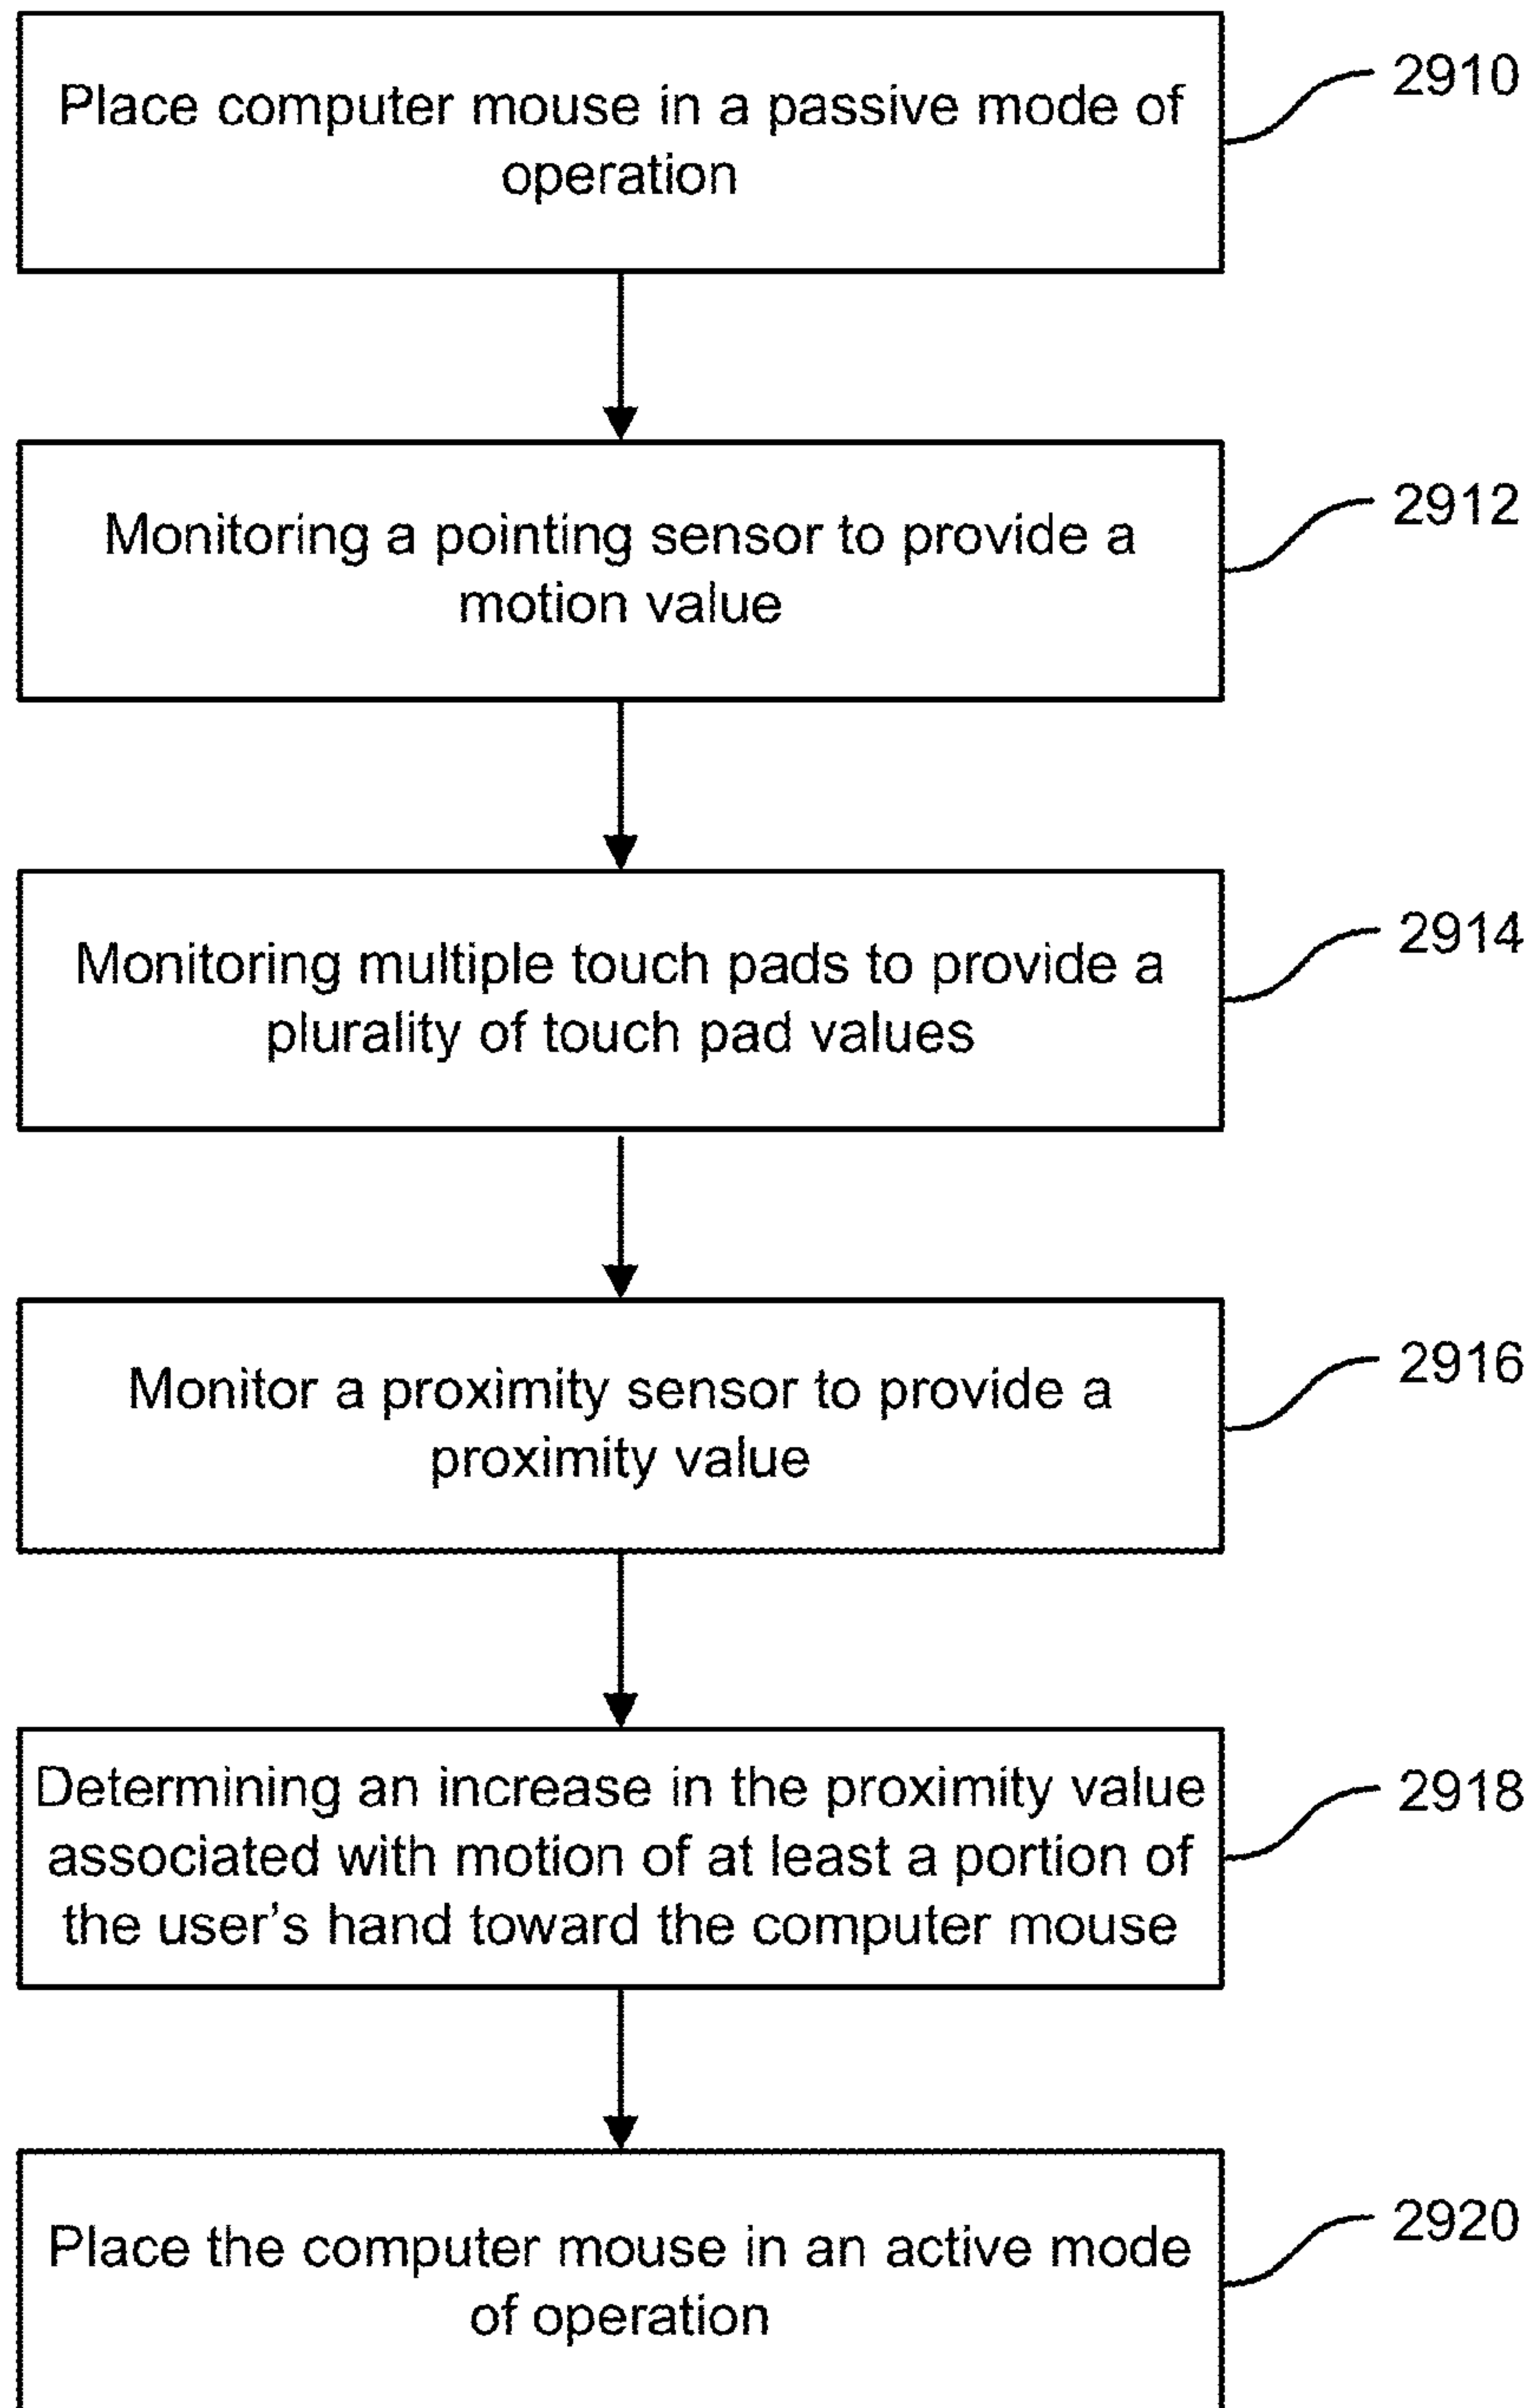 Place computer mouse in a passive mode of
operation
2910
Monitoring a pointing sensor to provide a
motion value
2912
Monitoring multiple touch pads to provide a
plurality of touch pad values
2914
Monitor a proximity sensor to provide a
proximity value
2916
Determining an increase in the proximity value
associated with motion of at least a portion of
the user's hand toward the computer mouse
2918
Place the computer mouse in an active mode
of operation
2920